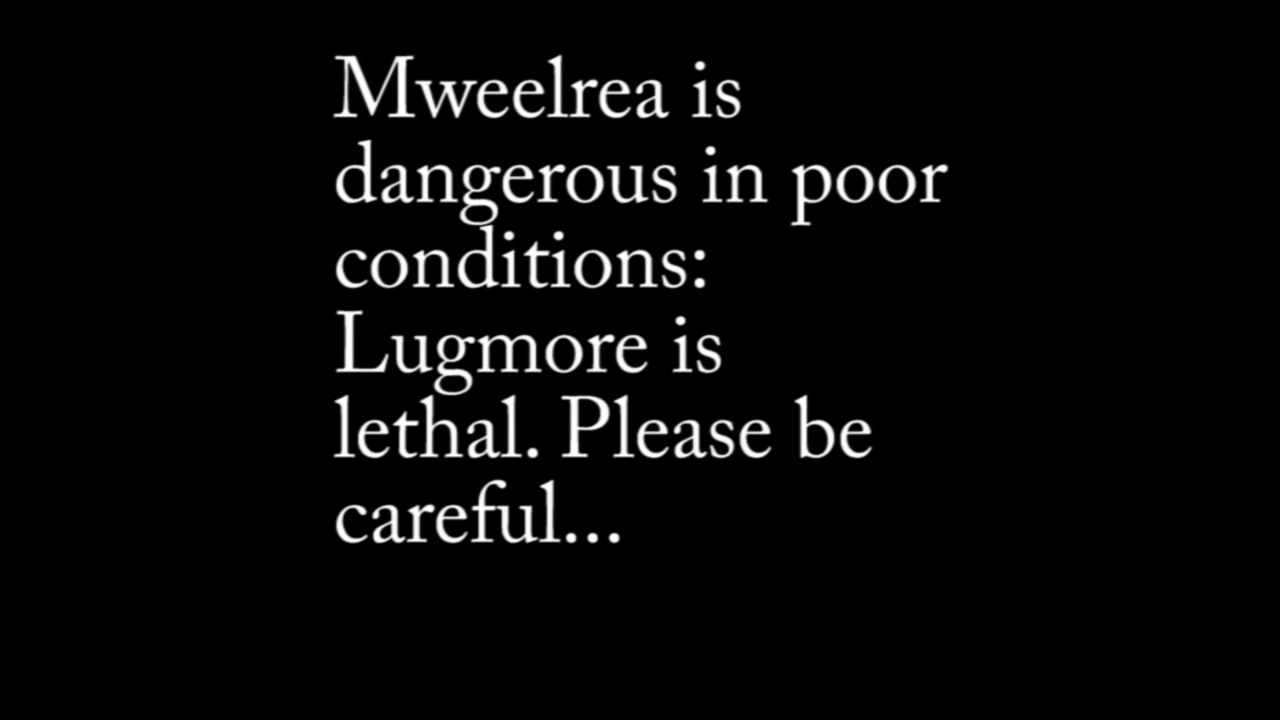 Mweelrea is
dangerous in poor
conditions:
Lugmore is
lethal. Please be
careful...